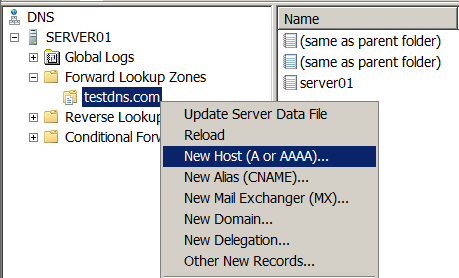 DNS
SERVER01
Global Logs
Forward Lookup Zones
testdns.com
Reverse Lookup
Conditional Forw
Name
(same as parent folder)
(same as parent folder)
server01
Update Server Data File
Reload
New Host (A or AAAA)...
New Alias (CNAME)...
New Mail Exchanger (MX)...
New Domain...
New Delegation...
Other New Records...